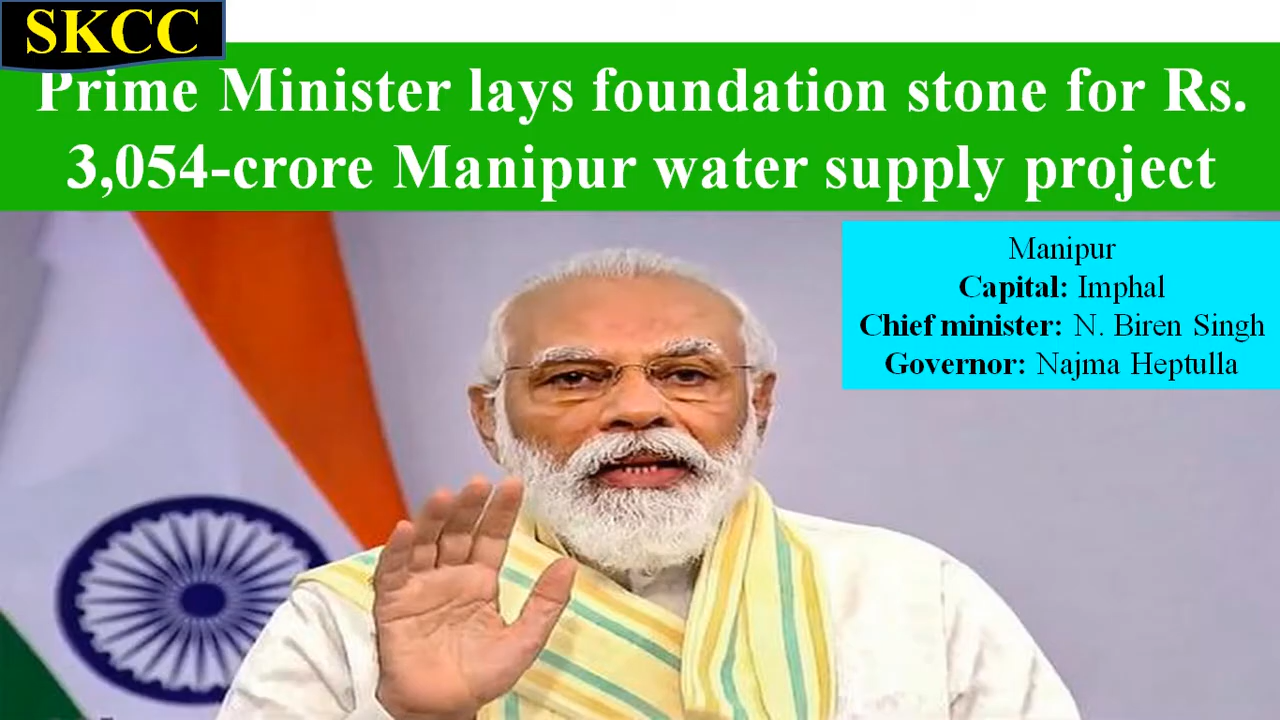 SKCC
Prime Minister lays foundation stone for Rs.
3,054-crore Manipur water supply project
Manipur
Capital: Imphal
Chief minister: N. Biren Singh
Governor: Najma Heptulla